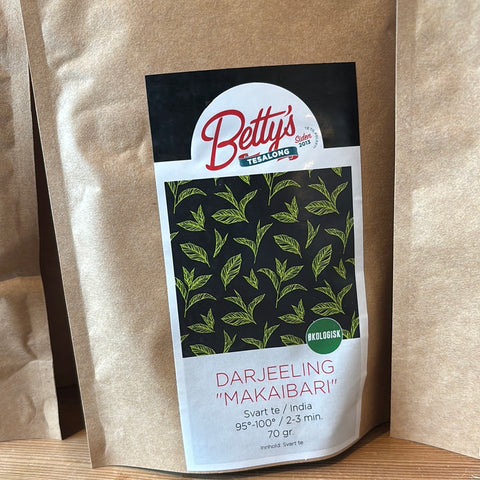 Betty's
TESALONG
Siden
2015
ØKOLOGISK
DARJEELING
"MAKAIBARI"
Svart te / India
95°-100° / 2-3 min.
70 gr.
Innhold: Svart te